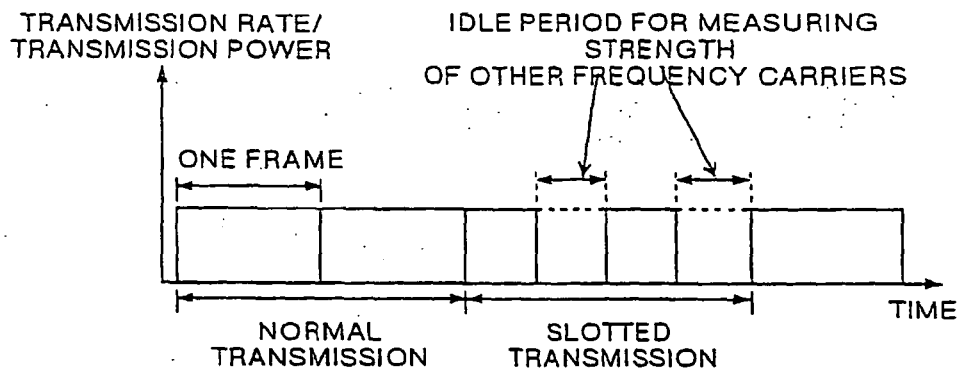 TRANSMISSION RATE/
TRANSMISSION POWER
IDLE PERIOD FOR MEASURING
STRENGTH
OF OTHER FREQUENCY CARRIERS
ONE FRAME
TIME
NORMAL
TRANSMISSION
SLOTTED
TRANSMISSION